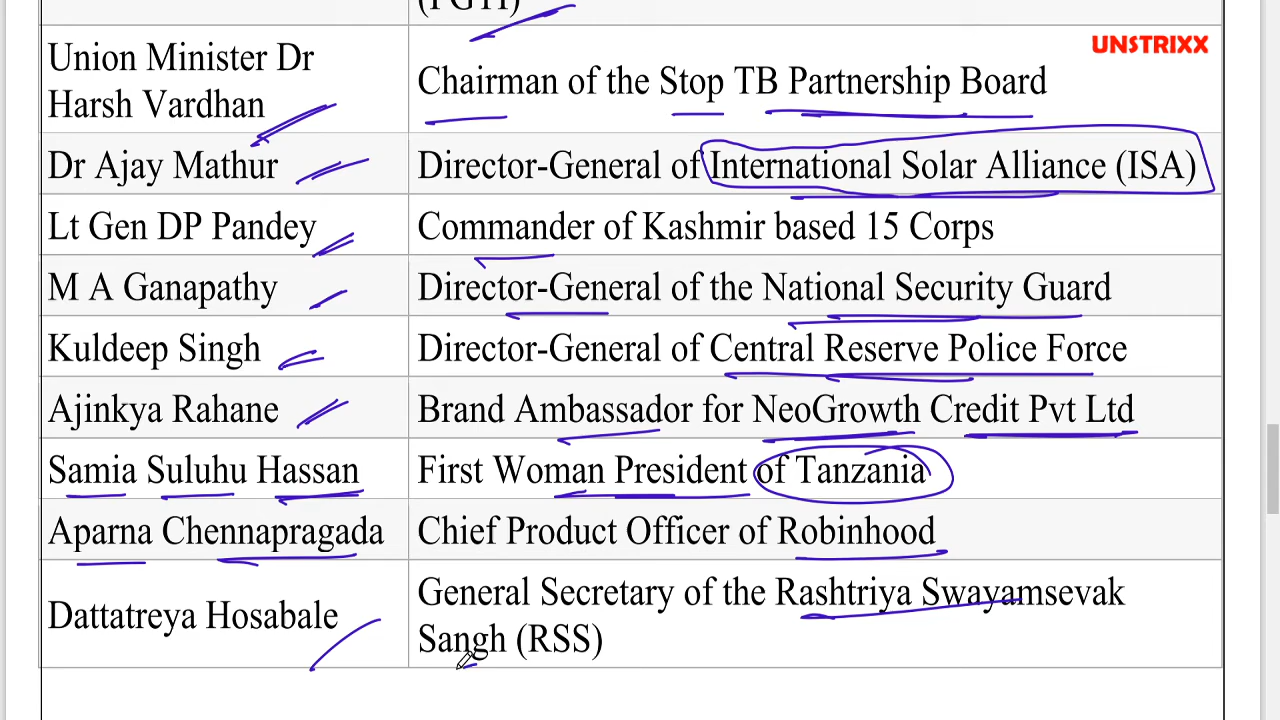 UNSTRIXX
Union Minister Dr
Harsh Vardhan
Chairman of the Stop TB Partnership Board
Dr Ajay Mathur
Director-General of International Solar Alliance (ISA)
Lt Gen DP Pandey
Commander of Kashmir based 15 Corps
M A Ganapathy
Director-General of the National Security Guard
Kuldeep Singh
Director-General of Central Reserve Police Force
Ajinkya Rahane
Brand Ambassador for NeoGrowth Credit Pvt Ltd
Samia Suluhu Hassan
First Woman President of Tanzania
Aparna Chennapragada
Chief Product Officer of Robinhood
Dattatreya Hosabale
General Secretary of the Rashtriya Swayamsevak
Sangh (RSS)